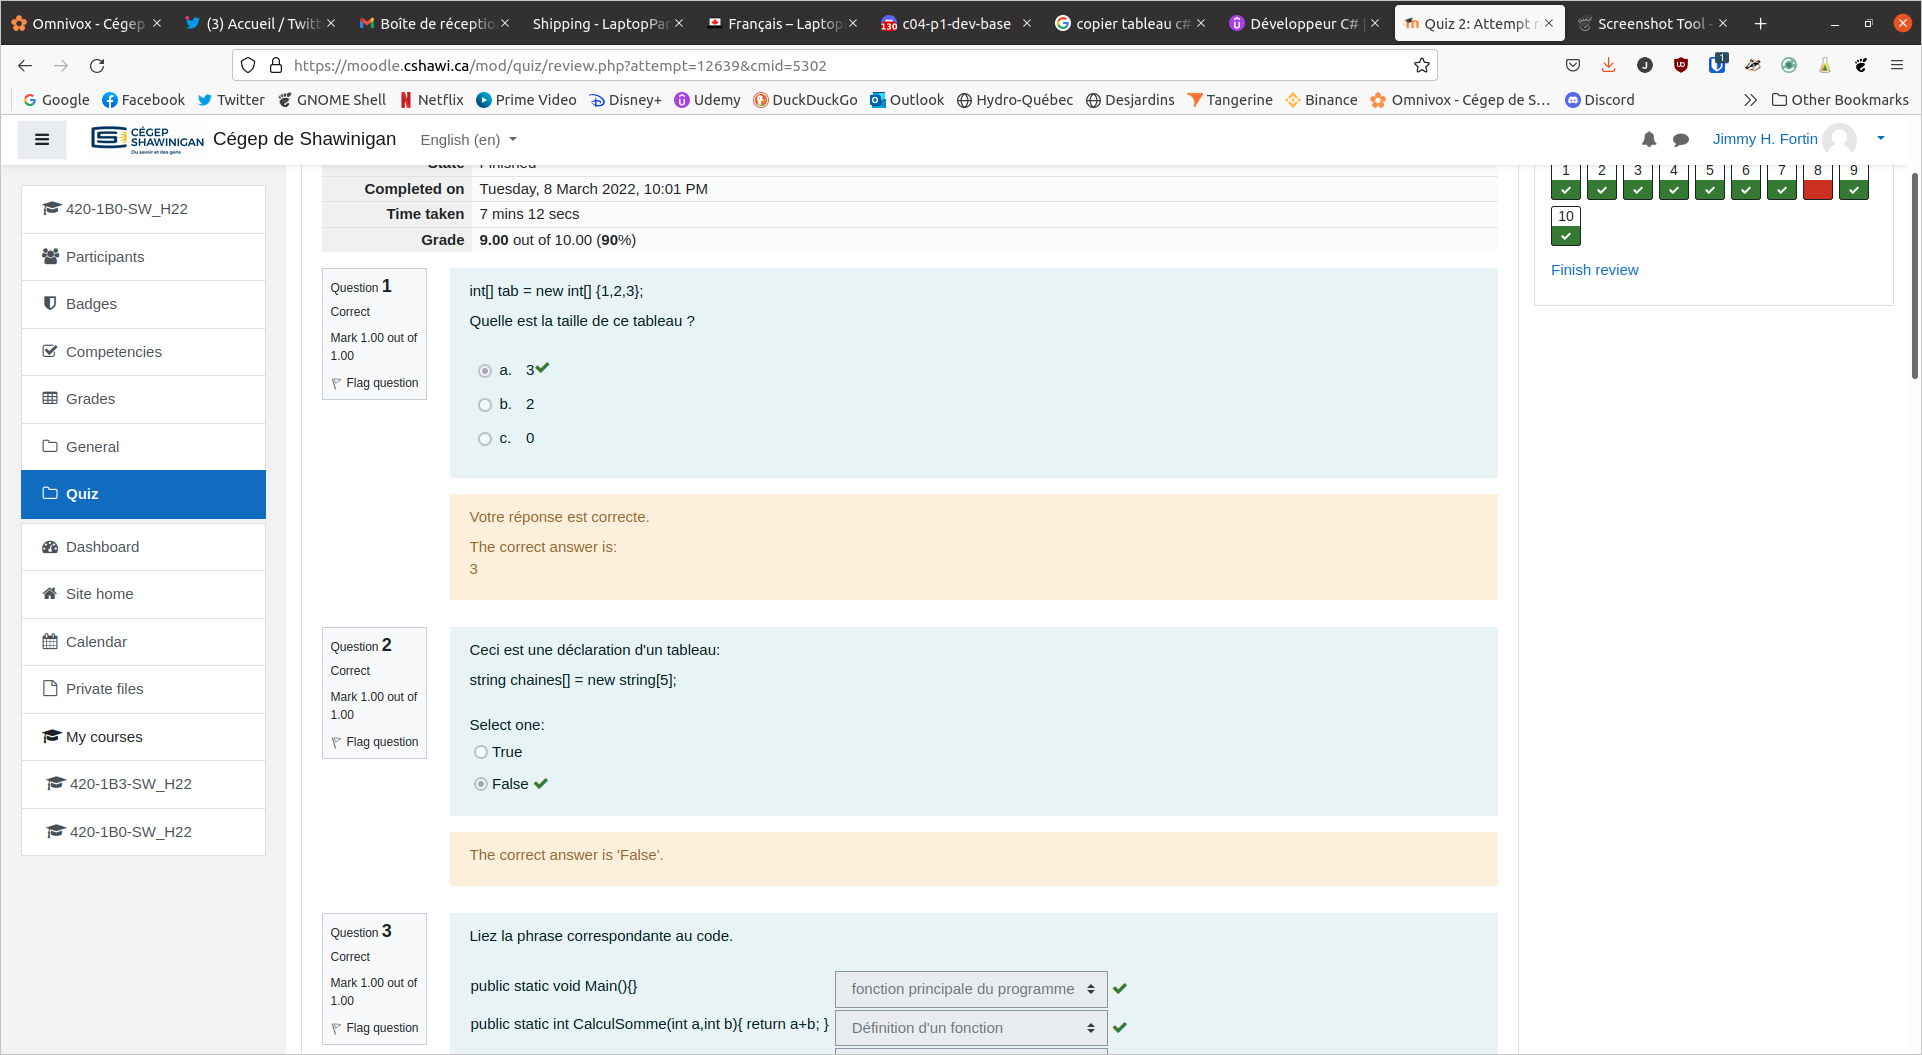 Omnivox - Cégep
(3) Accueil / Twitt
Boîte de réceptio
Shipping - LaptopPar
Français – Laptop
c04-p1-dev-base
copier tableau c#
Développeur C# |
Quiz 2: Attempt r
Screenshot Tool -
https://moodle.cshawi.ca/mod/quiz/review.php?attempt=12639&cmid=5302
Google
Facebook
Twitter
GNOME Shell
Netflix
Prime Video
Disney+
Udemy
DuckDuckGo
Outlook
Hydro-Québec
Desjardins
Tangerine
Binance
Omnivox - Cégep de S...
Discord
Other Bookmarks
CÉGEP
SHAWINIGAN
Du savoir et des gens
Cégep de Shawinigan
English (en)
Jimmy H. Fortin
420-1B0-SW_H22
Participants
Badges
Competencies
Grades
General
Quiz
Dashboard
Site home
Calendar
Private files
My courses
420-1B3-SW_H22
420-1B0-SW_H22
State Finished
Completed on Tuesday, 8 March 2022, 10:01 PM
Time taken 7 mins 12 secs
Grade 9.00 out of 10.00 (90%)
Question 1
Correct
Mark 1.00 out of
1.00
Flag question
int[] tab = new int[] {1,2,3};
Quelle est la taille de ce tableau ?
a. 3
b. 2
c. 0
Votre réponse est correcte.
The correct answer is:
3
Question 2
Correct
Mark 1.00 out of
1.00
Flag question
Ceci est une déclaration d'un tableau:
string chaines[] = new string[5];
Select one:
True
False
The correct answer is 'False'.
Question 3
Correct
Mark 1.00 out of
1.00
Flag question
Liez la phrase correspondante au code.
public static void Main(){} fonction principale du programme
public static int CalculSomme(int a,int b){ return a+b; } Définition d'un fonction
1 2 3 4 5 6 7 8 9
10
Finish review